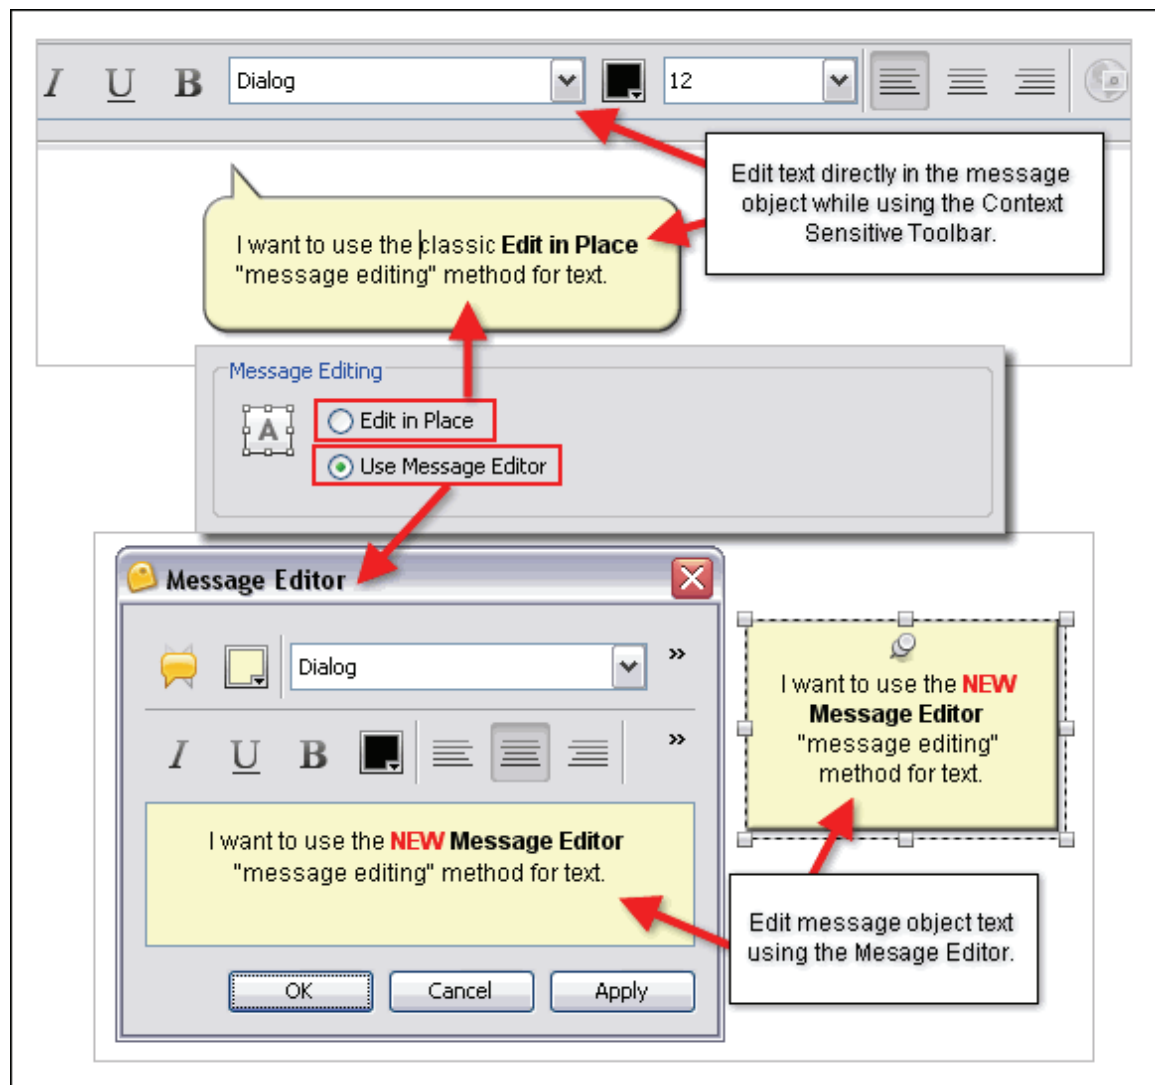 I U B Dialog 12
Edit text directly in the message
object while using the Context
Sensitive Toolbar.
I want to use the classic Edit in Place
"message editing" method for text.
Message Editing
A
Edit in Place
Use Message Editor
Message Editor
Dialog
»
I U B
»
I want to use the NEW Message Editor
"message editing" method for text.
OK Cancel Apply
I want to use the NEW
Message Editor
"message editing"
method for text.
Edit message object text
using the Mesage Editor.